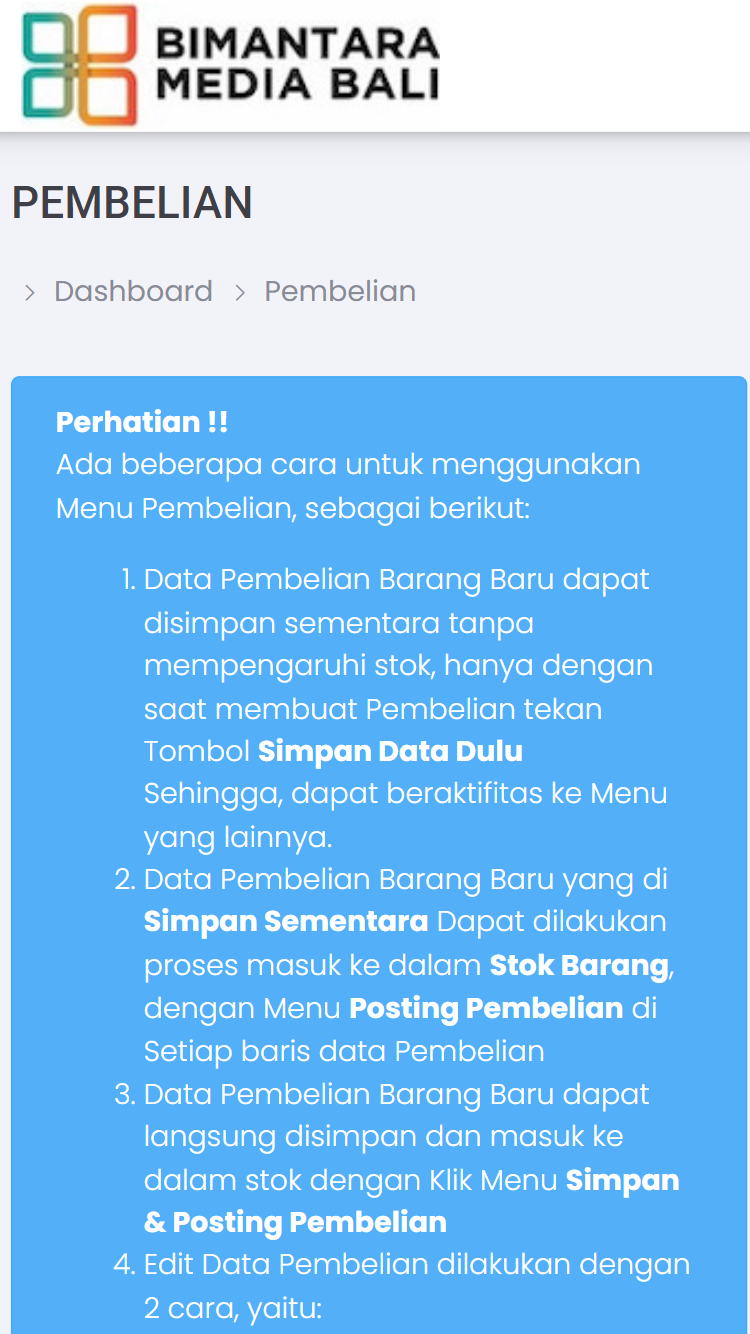 BIMANTARA
MEDIA BALI
PEMBELIAN
> Dashboard > Pembelian
Perhatian !!
Ada beberapa cara untuk menggunakan
Menu Pembelian, sebagai berikut:
1. Data Pembelian Barang Baru dapat
disimpan sementara tanpa
mempengaruhi stok, hanya dengan
saat membuat Pembelian tekan
Tombol Simpan Data Dulu
Sehingga, dapat beraktifitas ke Menu
yang lainnya.
2. Data Pembelian Barang Baru yang di
Simpan Sementara Dapat dilakukan
proses masuk ke dalam Stok Barang,
dengan Menu Posting Pembelian di
Setiap baris data Pembelian
3. Data Pembelian Barang Baru dapat
langsung disimpan dan masuk ke
dalam stok dengan Klik Menu Simpan
& Posting Pembelian
4. Edit Data Pembelian dilakukan dengan
2 cara, yaitu: